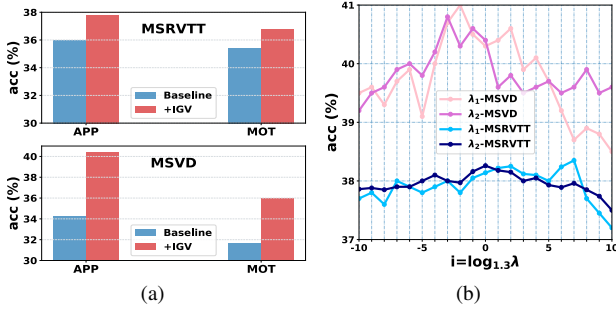 MSRVTT
acc (%)
38
36
34
32
30
APP
MOT
Baseline
+IGV
MSVD
acc (%)
40
38
36
34
32
30
APP
MOT
Baseline
+IGV
(a)
acc (%)
41
40
39
38
37
λ₁-MSVD
λ₂-MSVD
λ₁-MSRVTT
λ₂-MSRVTT
-10 -5 0 5 10
i=log₁.₃λ
(b)